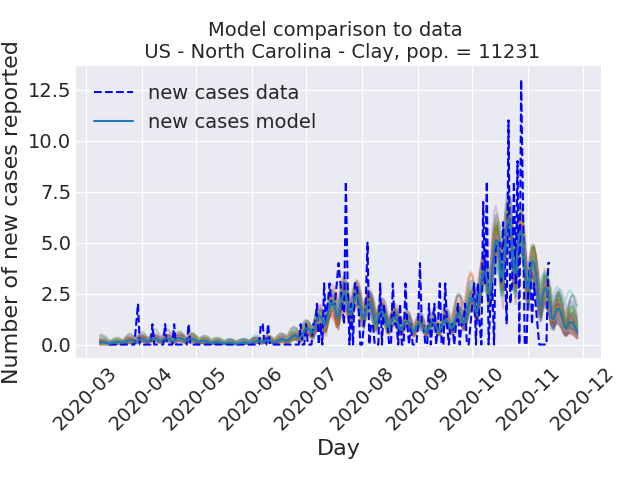 Model comparison to data
US - North Carolina - Clay, pop. = 11231
Number of new cases reported
12.5
10.0
7.5
5.0
2.5
0.0
new cases data
new cases model
2020-03
2020-04
2020-05
2020-06
2020-07
2020-08
2020-09
2020-10
2020-11
2020-12
Day